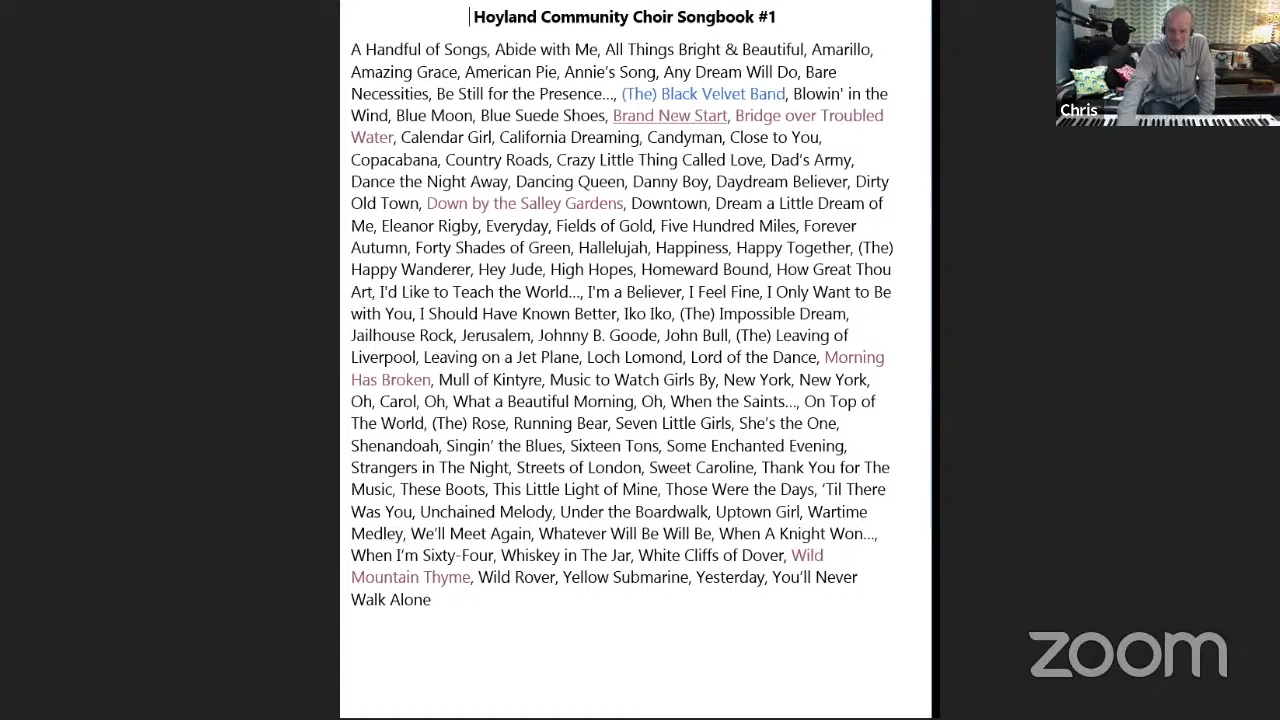 Hoyland Community Choir Songbook #1
A Handful of Songs, Abide with Me, All Things Bright & Beautiful, Amarillo,
Amazing Grace, American Pie, Annie’s Song, Any Dream Will Do, Bare
Necessities, Be Still for the Presence…, (The) Black Velvet Band, Blowin' in the
Wind, Blue Moon, Blue Suede Shoes, Brand New Start, Bridge over Troubled
Water, Calendar Girl, California Dreaming, Candyman, Close to You,
Copacabana, Country Roads, Crazy Little Thing Called Love, Dad’s Army,
Dance the Night Away, Dancing Queen, Danny Boy, Daydream Believer, Dirty
Old Town, Down by the Salley Gardens, Downtown, Dream a Little Dream of
Me, Eleanor Rigby, Everyday, Fields of Gold, Five Hundred Miles, Forever
Autumn, Forty Shades of Green, Hallelujah, Happiness, Happy Together, (The)
Happy Wanderer, Hey Jude, High Hopes, Homeward Bound, How Great Thou
Art, I'd Like to Teach the World…, I'm a Believer, I Feel Fine, I Only Want to Be
with You, I Should Have Known Better, Iko Iko, (The) Impossible Dream,
Jailhouse Rock, Jerusalem, Johnny B. Goode, John Bull, (The) Leaving of
Liverpool, Leaving on a Jet Plane, Loch Lomond, Lord of the Dance, Morning
Has Broken, Mull of Kintyre, Music to Watch Girls By, New York, New York,
Oh, Carol, Oh, What a Beautiful Morning, Oh, When the Saints…, On Top of
The World, (The) Rose, Running Bear, Seven Little Girls, She’s the One,
Shenandoah, Singin’ the Blues, Sixteen Tons, Some Enchanted Evening,
Strangers in The Night, Streets of London, Sweet Caroline, Thank You for The
Music, These Boots, This Little Light of Mine, Those Were the Days, ‘Til There
Was You, Unchained Melody, Under the Boardwalk, Uptown Girl, Wartime
Medley, We’ll Meet Again, Whatever Will Be Will Be, When A Knight Won…,
When I’m Sixty-Four, Whiskey in The Jar, White Cliffs of Dover, Wild
Mountain Thyme, Wild Rover, Yellow Submarine, Yesterday, You’ll Never
Walk Alone
Chris
zoom